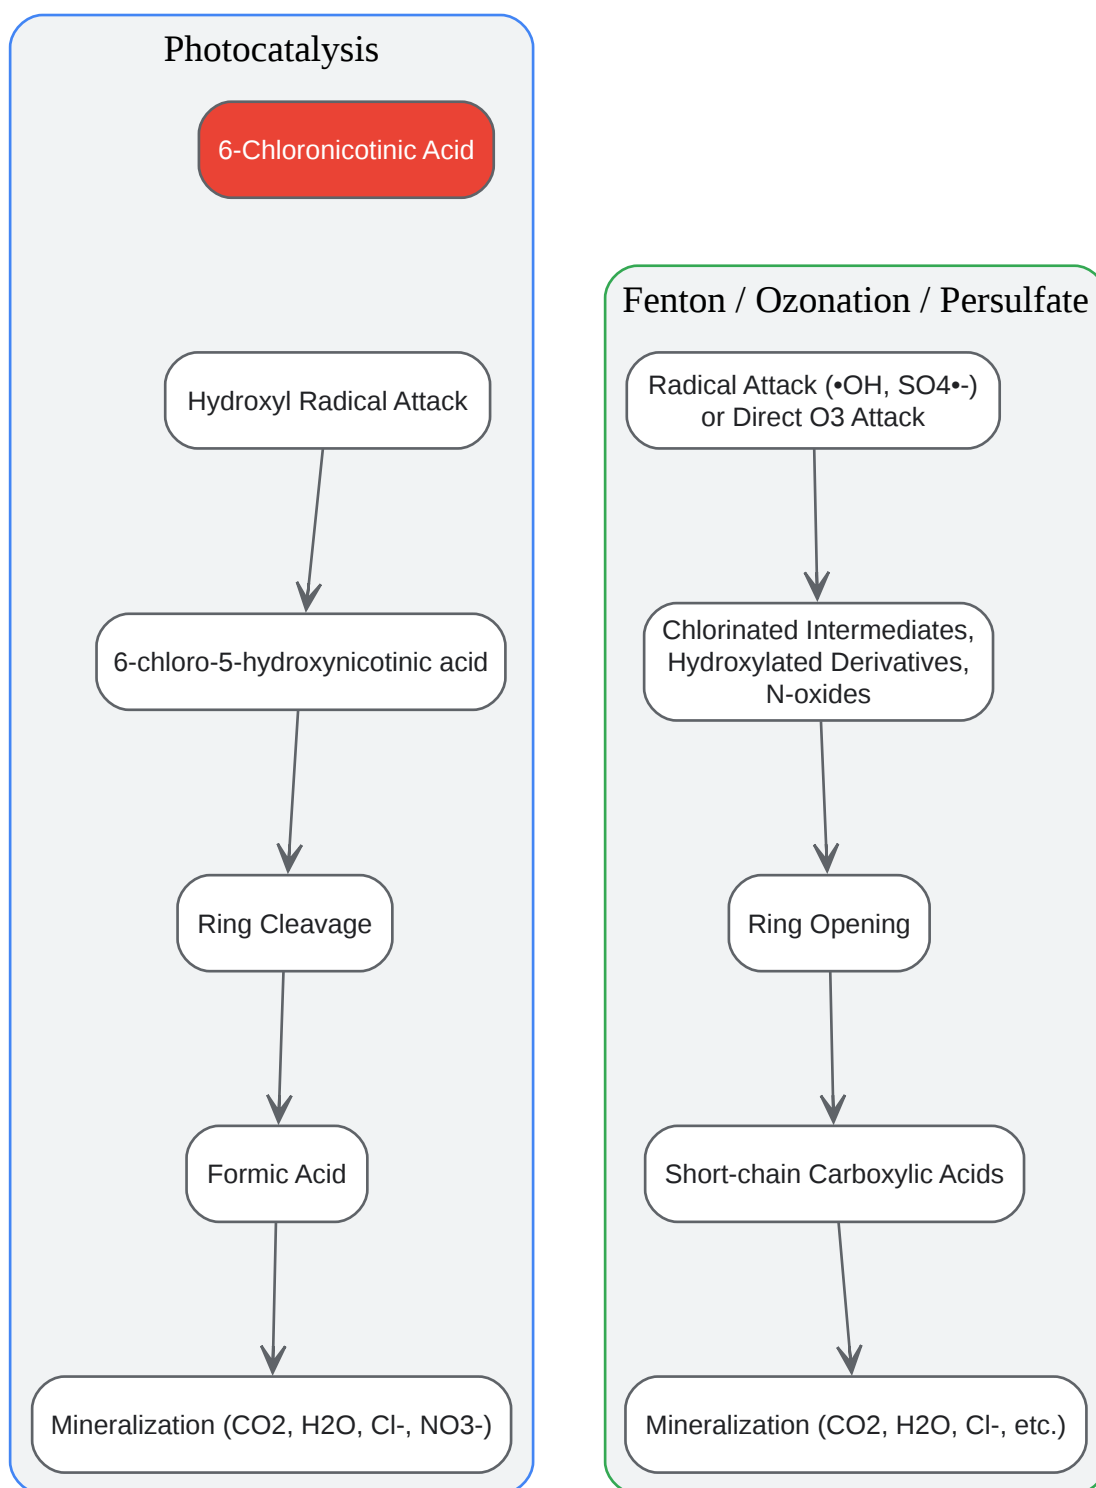 Photocatalysis
6-Chloronicotinic Acid
Hydroxyl Radical Attack
6-chloro-5-hydroxynicotinic acid
Ring Cleavage
Formic Acid
Mineralization (CO2, H2O, Cl-, NO3-)
Fenton / Ozonation / Persulfate
Radical Attack (•OH, SO4•-)
or Direct O3 Attack
Chlorinated Intermediates,
Hydroxylated Derivatives,
N-oxides
Ring Opening
Short-chain Carboxylic Acids
Mineralization (CO2, H2O, Cl-, etc.)